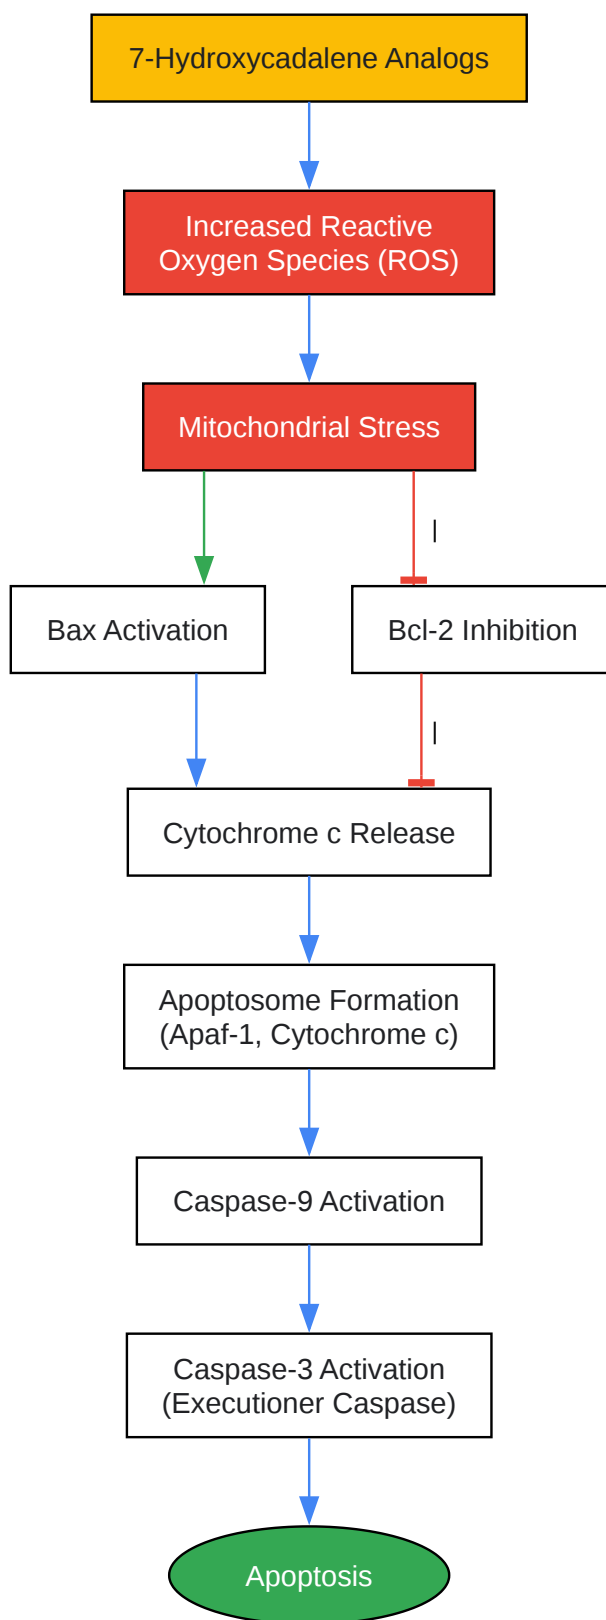 7-Hydroxycadalene Analogs
Increased Reactive
Oxygen Species (ROS)
Mitochondrial Stress
|
Bax Activation
Bcl-2 Inhibition
|
Cytochrome c Release
Apoptosome Formation
(Apaf-1, Cytochrome c)
Caspase-9 Activation
Caspase-3 Activation
(Executioner Caspase)
Apoptosis